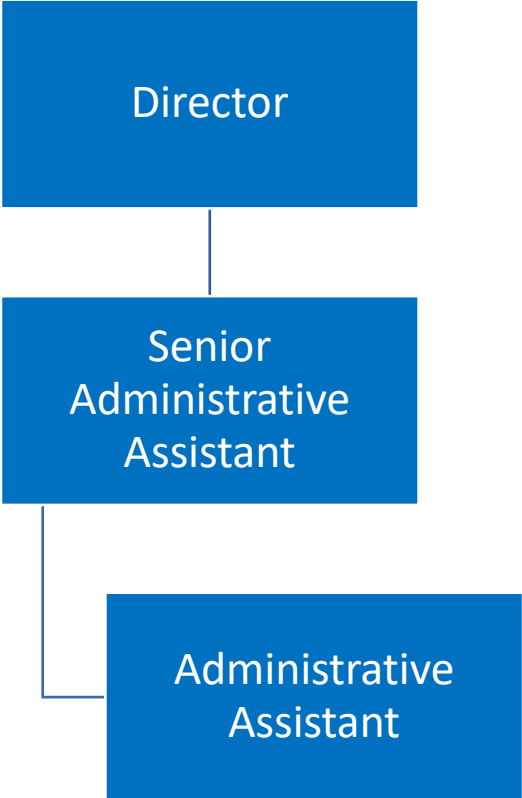 Director
Senior
Administrative
Assistant
Administrative
Assistant